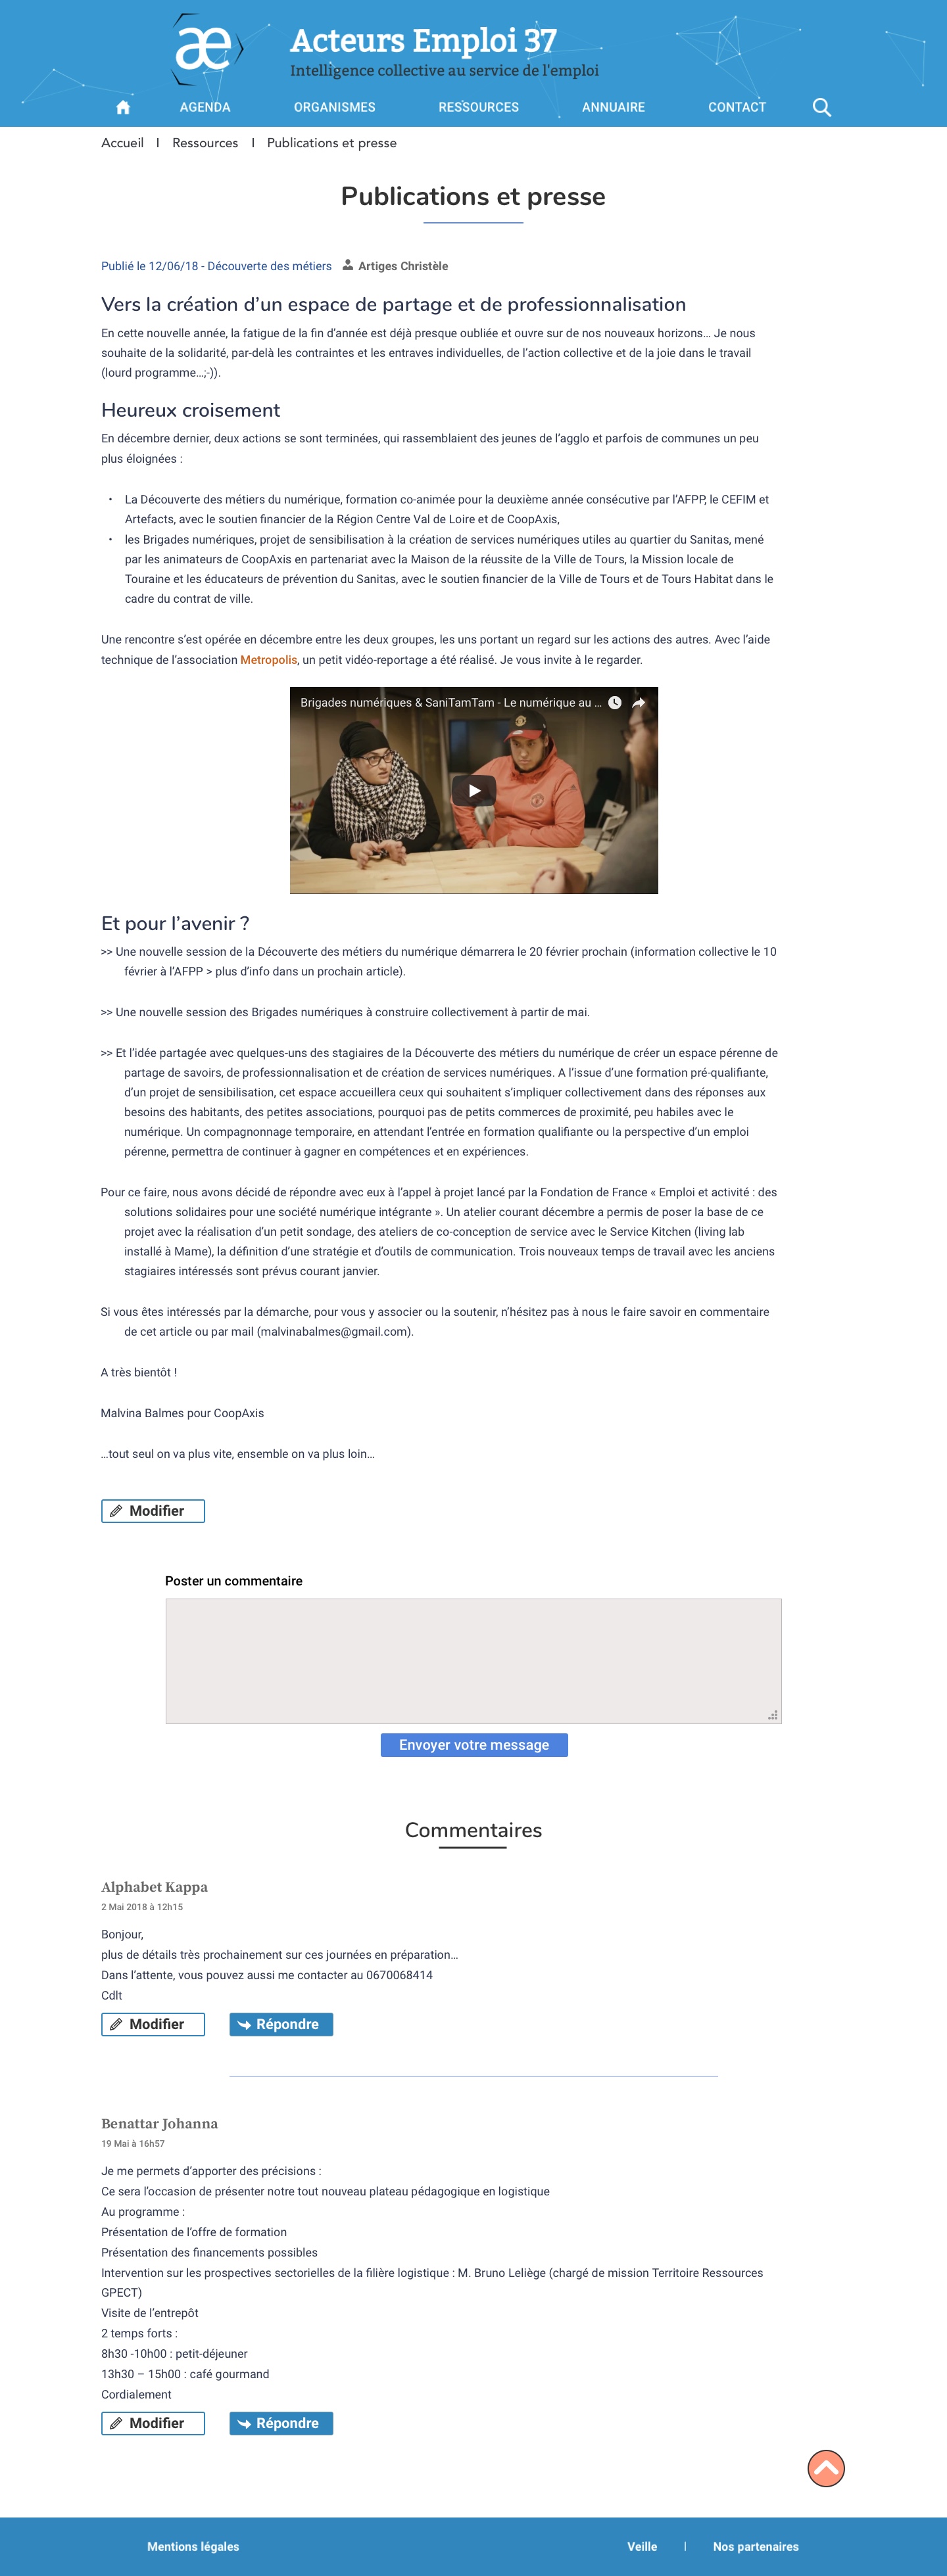 æ
Acteurs Emploi 37
Intelligence collective au service de l'emploi
AGENDA ORGANISMES RESSOURCES ANNUAIRE CONTACT
Accueil I Ressources I Publications et presse
Publications et presse
Publié le 12/06/18 - Découverte des métiers Artiges Christèle
Vers la création d’un espace de partage et de professionnalisation
En cette nouvelle année, la fatigue de la fin d’année est déjà presque oubliée et ouvre sur de nos nouveaux horizons… Je nous
souhaite de la solidarité, par-delà les contraintes et les entraves individuelles, de l’action collective et de la joie dans le travail
(lourd programme…;-)).
Heureux croisement
En décembre dernier, deux actions se sont terminées, qui rassemblaient des jeunes de l’agglo et parfois de communes un peu
plus éloignées :
• La Découverte des métiers du numérique, formation co-animée pour la deuxième année consécutive par l’AFPP, le CEFIM et
Artefacts, avec le soutien financier de la Région Centre Val de Loire et de CoopAxis,
• les Brigades numériques, projet de sensibilisation à la création de services numériques utiles au quartier du Sanitas, mené
par les animateurs de CoopAxis en partenariat avec la Maison de la réussite de la Ville de Tours, la Mission locale de
Touraine et les éducateurs de prévention du Sanitas, avec le soutien financier de la Ville de Tours et de Tours Habitat dans le
cadre du contrat de ville.
Une rencontre s’est opérée en décembre entre les deux groupes, les uns portant un regard sur les actions des autres. Avec l’aide
technique de l’association Metropolis, un petit vidéo-reportage a été réalisé. Je vous invite à le regarder.
Brigades numériques & SaniTamTam - Le numérique au ...
Et pour l’avenir ?
>> Une nouvelle session de la Découverte des métiers du numérique démarrera le 20 février prochain (information collective le 10
février à l’AFPP > plus d’info dans un prochain article).
>> Une nouvelle session des Brigades numériques à construire collectivement à partir de mai.
>> Et l’idée partagée avec quelques-uns des stagiaires de la Découverte des métiers du numérique de créer un espace pérenne de
partage de savoirs, de professionnalisation et de création de services numériques. A l’issue d’une formation pré-qualifiante,
d’un projet de sensibilisation, cet espace accueillera ceux qui souhaitent s’impliquer collectivement dans des réponses aux
besoins des habitants, des petites associations, pourquoi pas de petits commerces de proximité, peu habiles avec le
numérique. Un compagnonnage temporaire, en attendant l’entrée en formation qualifiante ou la perspective d’un emploi
pérenne, permettra de continuer à gagner en compétences et en expériences.
Pour ce faire, nous avons décidé de répondre avec eux à l’appel à projet lancé par la Fondation de France « Emploi et activité : des
solutions solidaires pour une société numérique intégrante ». Un atelier courant décembre a permis de poser la base de ce
projet avec la réalisation d’un petit sondage, des ateliers de co-conception de service avec le Service Kitchen (living lab
installé à Mame), la définition d’une stratégie et d’outils de communication. Trois nouveaux temps de travail avec les anciens
stagiaires intéressés sont prévus courant janvier.
Si vous êtes intéressés par la démarche, pour vous y associer ou la soutenir, n’hésitez pas à nous le faire savoir en commentaire
de cet article ou par mail (malvinabalmes@gmail.com).
A très bientôt !
Malvina Balmes pour CoopAxis
…tout seul on va plus vite, ensemble on va plus loin…
Modifier
Poster un commentaire
Envoyer votre message
Commentaires
Alphabet Kappa
2 Mai 2018 à 12h15
Bonjour,
plus de détails très prochainement sur ces journées en préparation…
Dans l’attente, vous pouvez aussi me contacter au 0670068414
Cdlt
Modifier Répondre
Benattar Johanna
19 Mai à 16h57
Je me permets d’apporter des précisions :
Ce sera l’occasion de présenter notre tout nouveau plateau pédagogique en logistique
Au programme :
Présentation de l’offre de formation
Présentation des financements possibles
Intervention sur les prospectives sectorielles de la filière logistique : M. Bruno Leliège (chargé de mission Territoire Ressources
GPECT)
Visite de l’entrepôt
2 temps forts :
8h30 -10h00 : petit-déjeuner
13h30 – 15h00 : café gourmand
Cordialement
Modifier Répondre
Mentions légales Veille | Nos partenaires